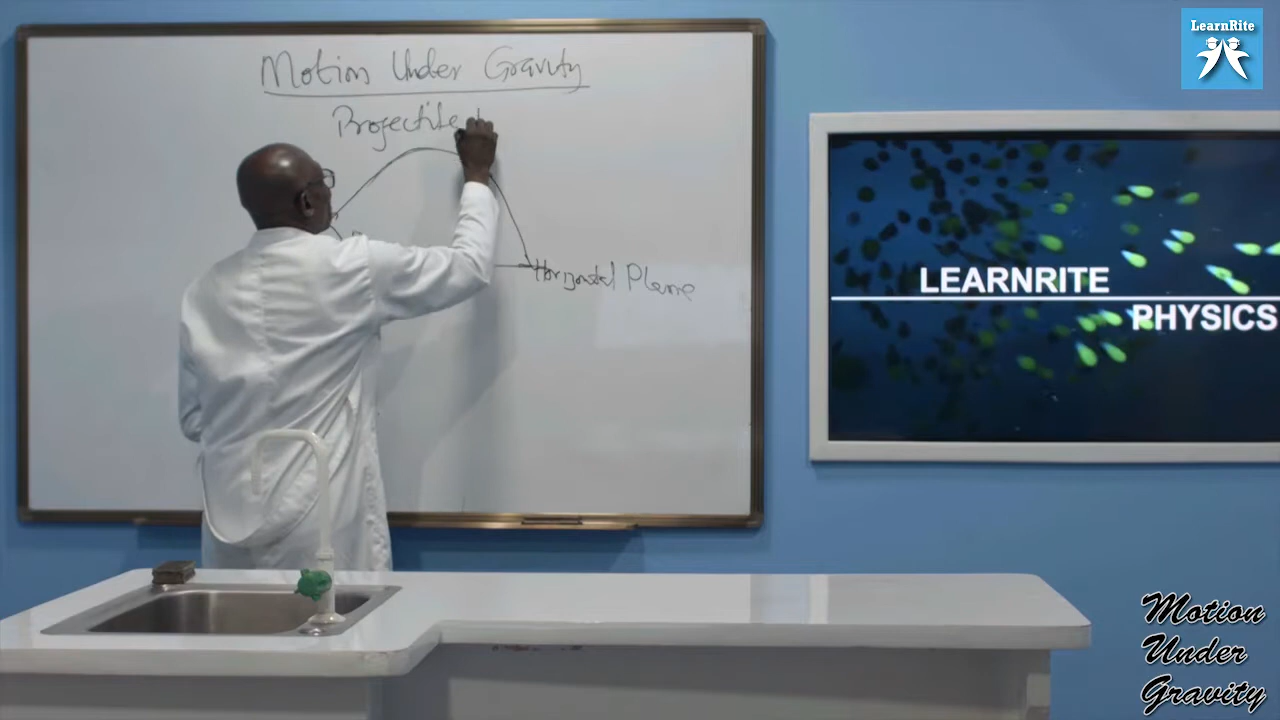 LearnRite
Motion Under Gravity
Projectile
Horizontal Plane
LEARNRITE
PHYSICS
Motion
Under
Gravity